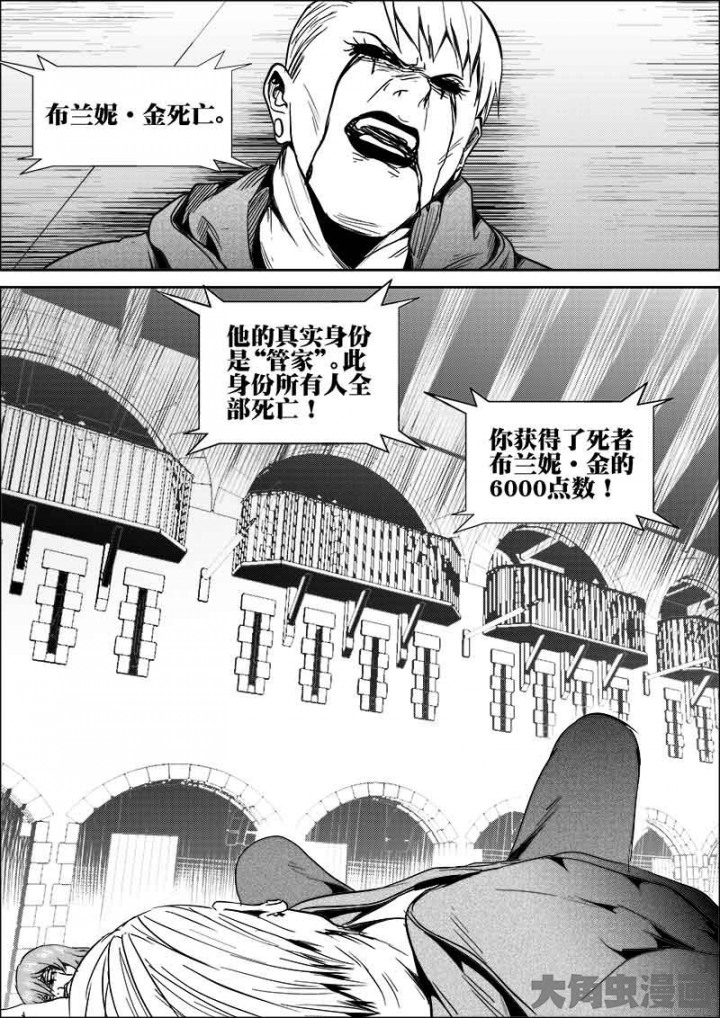 布兰妮·金死亡。
他的真实身份
是“管家”。此
身份所有人全
部死亡！
你获得了死者
布兰妮·金的
6000点数！
大角虫漫画